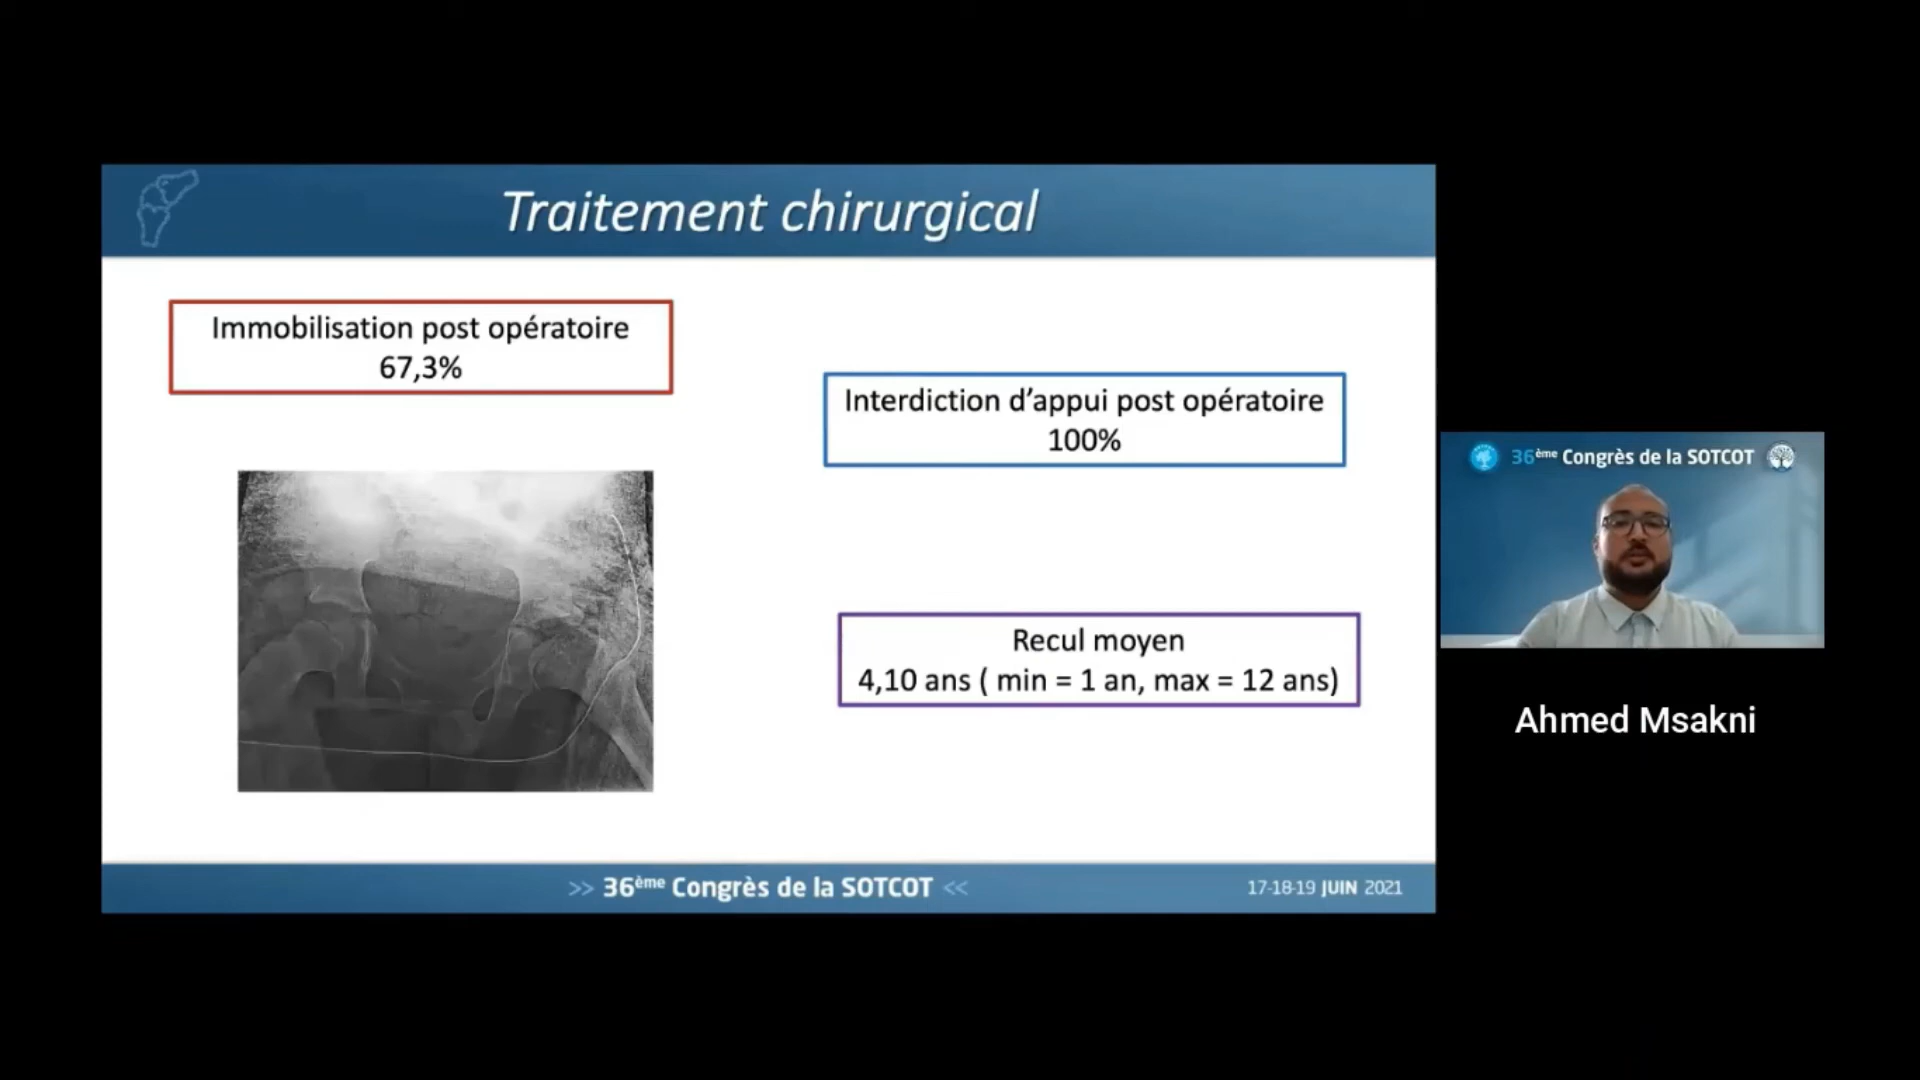 Traitement chirurgical
Immobilisation post opératoire
67,3%
Interdiction d’appui post opératoire
100%
Recul moyen
4,10 ans ( min = 1 an, max = 12 ans)
>> 36ème Congrès de la SOTCOT <<
17-18-19 JUIN 2021
36ème Congrès de la SOTCOT
Ahmed Msakni